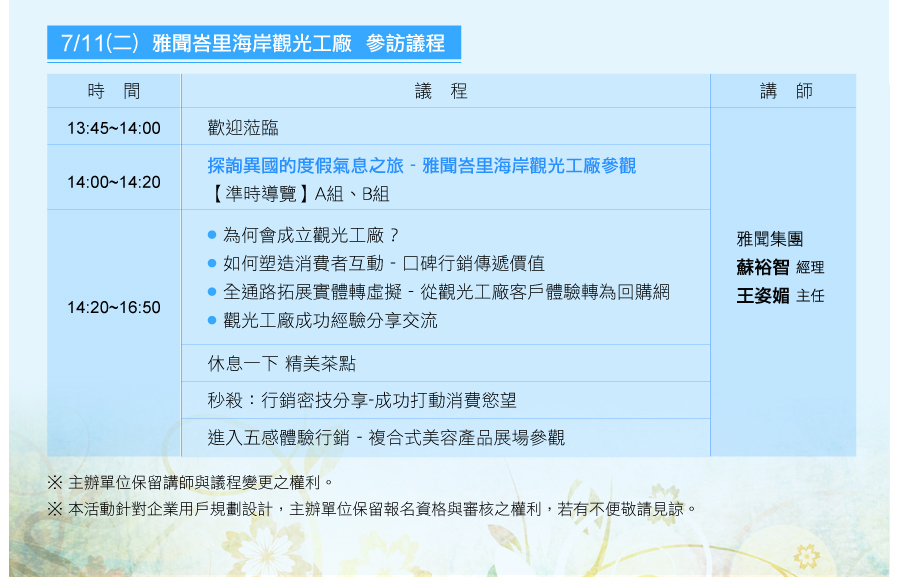 7/11(二) 雅聞峇里海岸觀光工廠 參訪議程
時 間 議 程 講 師
13:45~14:00 歡迎蒞臨
14:00~14:20 探詢異國的度假氣息之旅 - 雅聞峇里海岸觀光工廠參觀
【準時導覽】A組、B組
14:20~16:50
● 為何會成立觀光工廠？
● 如何塑造消費者互動 - 口碑行銷傳遞價值
● 全通路拓展實體轉虛擬 - 從觀光工廠客戶體驗轉為回購網
● 觀光工廠成功經驗分享交流
休息一下 精美茶點
秒殺：行銷密技分享-成功打動消費慾望
進入五感體驗行銷 - 複合式美容產品展場參觀
雅聞集團
蘇裕智 經理
王姿媚 主任
※ 主辦單位保留講師與議程變更之權利。
※ 本活動針對企業用戶規劃設計，主辦單位保留報名資格與審核之權利，若有不便敬請見諒。